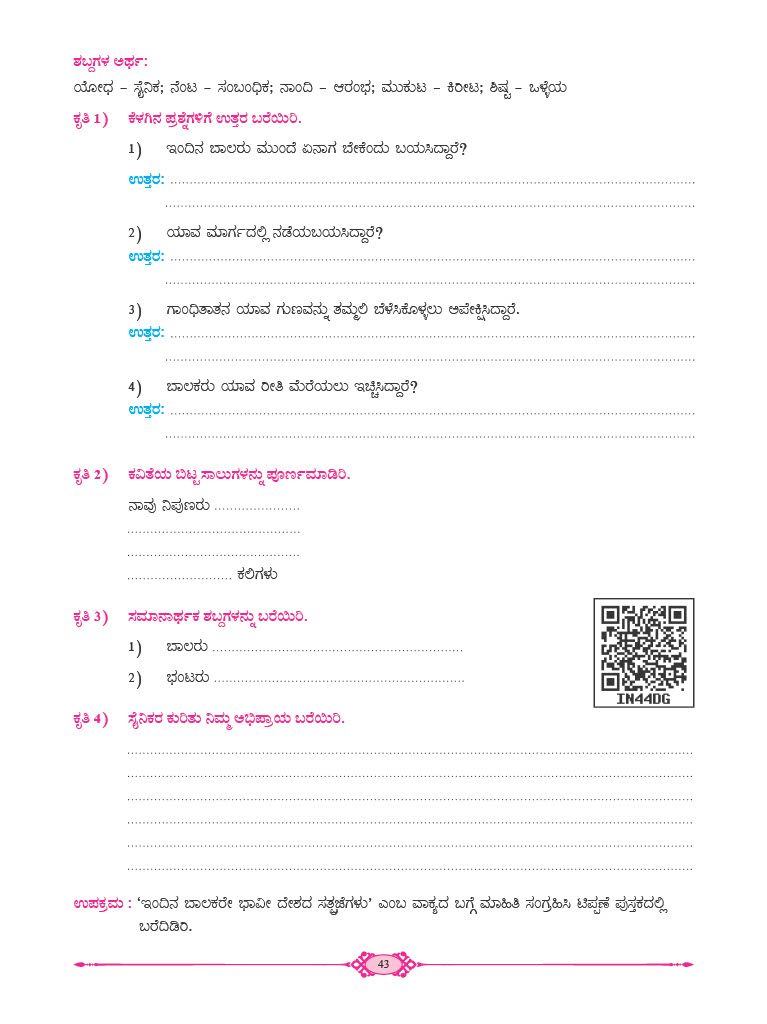 ಶಬ್ದಗಳ ಅರ್ಥ:
ಯೋಧ – ಸೈನಿಕ; ನೆಂಟ – ಸಂಬಂಧಿಕ; ನಾಂದಿ – ಆರಂಭ; ಮುಕುಟ – ಕಿರೀಟ; ಶಿಷ್ಟ – ಒಳ್ಳೆಯ
ಕೃತಿ 1) ಕೆಳಗಿನ ಪ್ರಶ್ನೆಗಳಿಗೆ ಉತ್ತರ ಬರೆಯಿರಿ.
1) ಇಂದಿನ ಬಾಲರು ಮುಂದೆ ಏನಾಗ ಬೇಕೆಂದು ಬಯಸಿದ್ದಾರೆ?
ಉತ್ತರ: ........................................................................
........................................................................
2) ಯಾವ ಮಾರ್ಗದಲ್ಲಿ ನಡೆಯಬಯಸಿದ್ದಾರೆ?
ಉತ್ತರ: ........................................................................
........................................................................
3) ಗಾಂಧಿತಾತನ ಯಾವ ಗುಣವನ್ನು ತಮ್ಮಲಿ ಬೆಳೆಸಿಕೊಳ್ಳಲು ಅಪೇಕ್ಷಿಸಿದ್ದಾರೆ.
ಉತ್ತರ: ........................................................................
........................................................................
4) ಬಾಲಕರು ಯಾವ ರೀತಿ ಮೆರೆಯಲು ಇಚ್ಚಿಸಿದ್ದಾರೆ?
ಉತ್ತರ: ........................................................................
........................................................................
ಕೃತಿ 2) ಕವಿತೆಯ ಬಿಟ್ಟ ಸಾಲುಗಳನ್ನು ಪೂರ್ಣಮಾಡಿರಿ.
ನಾವು ನಿಪುಣರು ......................
............................................
............................................
........................... ಕಲಿಗಳು
ಕೃತಿ 3) ಸಮಾನಾರ್ಥಕ ಶಬ್ದಗಳನ್ನು ಬರೆಯಿರಿ.
1) ಬಾಲರು ................................................................
2) ಭಂಟರು ................................................................
IN44DG
ಕೃತಿ 4) ಸೈನಿಕರ ಕುರಿತು ನಿಮ್ಮ ಅಭಿಪ್ರಾಯ ಬರೆಯಿರಿ.
........................................................................
........................................................................
........................................................................
........................................................................
........................................................................
........................................................................
ಉಪಕ್ರಮ : ‘ಇಂದಿನ ಬಾಲಕರೇ ಭಾವೀ ದೇಶದ ಸತ್ಪ್ರಜೆಗಳು’ ಎಂಬ ವಾಕ್ಯದ ಬಗ್ಗೆ ಮಾಹಿತಿ ಸಂಗ್ರಹಿಸಿ ಟಿಪ್ಪಣೆ ಪುಸ್ತಕದಲ್ಲಿ
ಬರೆದಿಡಿರಿ.
43